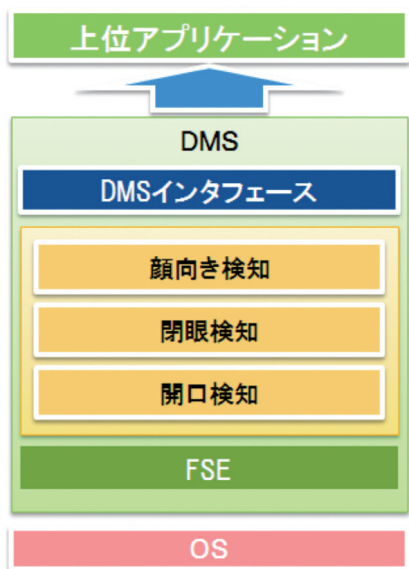 上位アプリケーション
DMS
DMSインタフェース
顔向き検知
閉眼検知
開口検知
FSE
OS